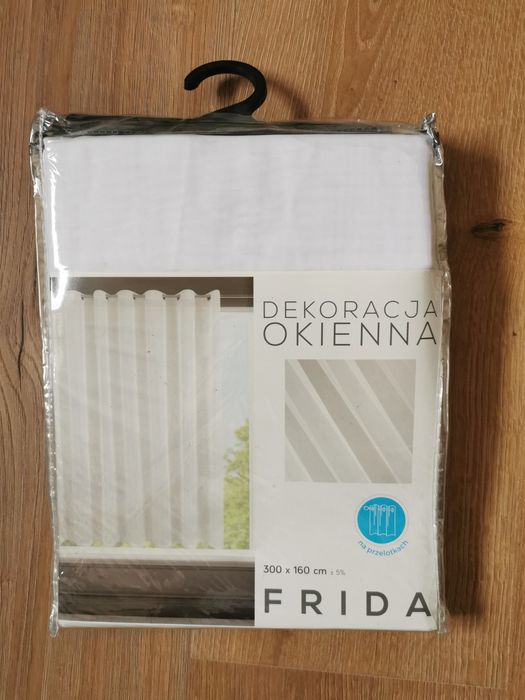 DEKORACJA
OKIENNA
na przelotkach
300 x 160 cm ± 5%
FRIDA